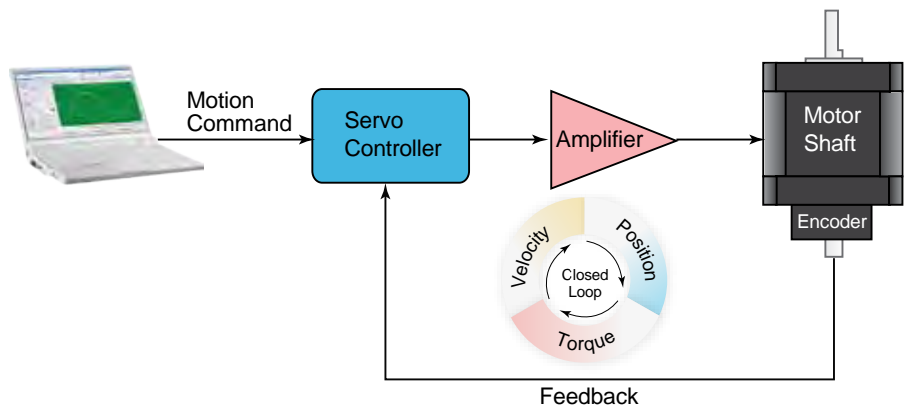 Motion
Command
Servo
Controller
Amplifier
Motor
Shaft
Encoder
Velocity
Position
Closed
Loop
Torque
Feedback